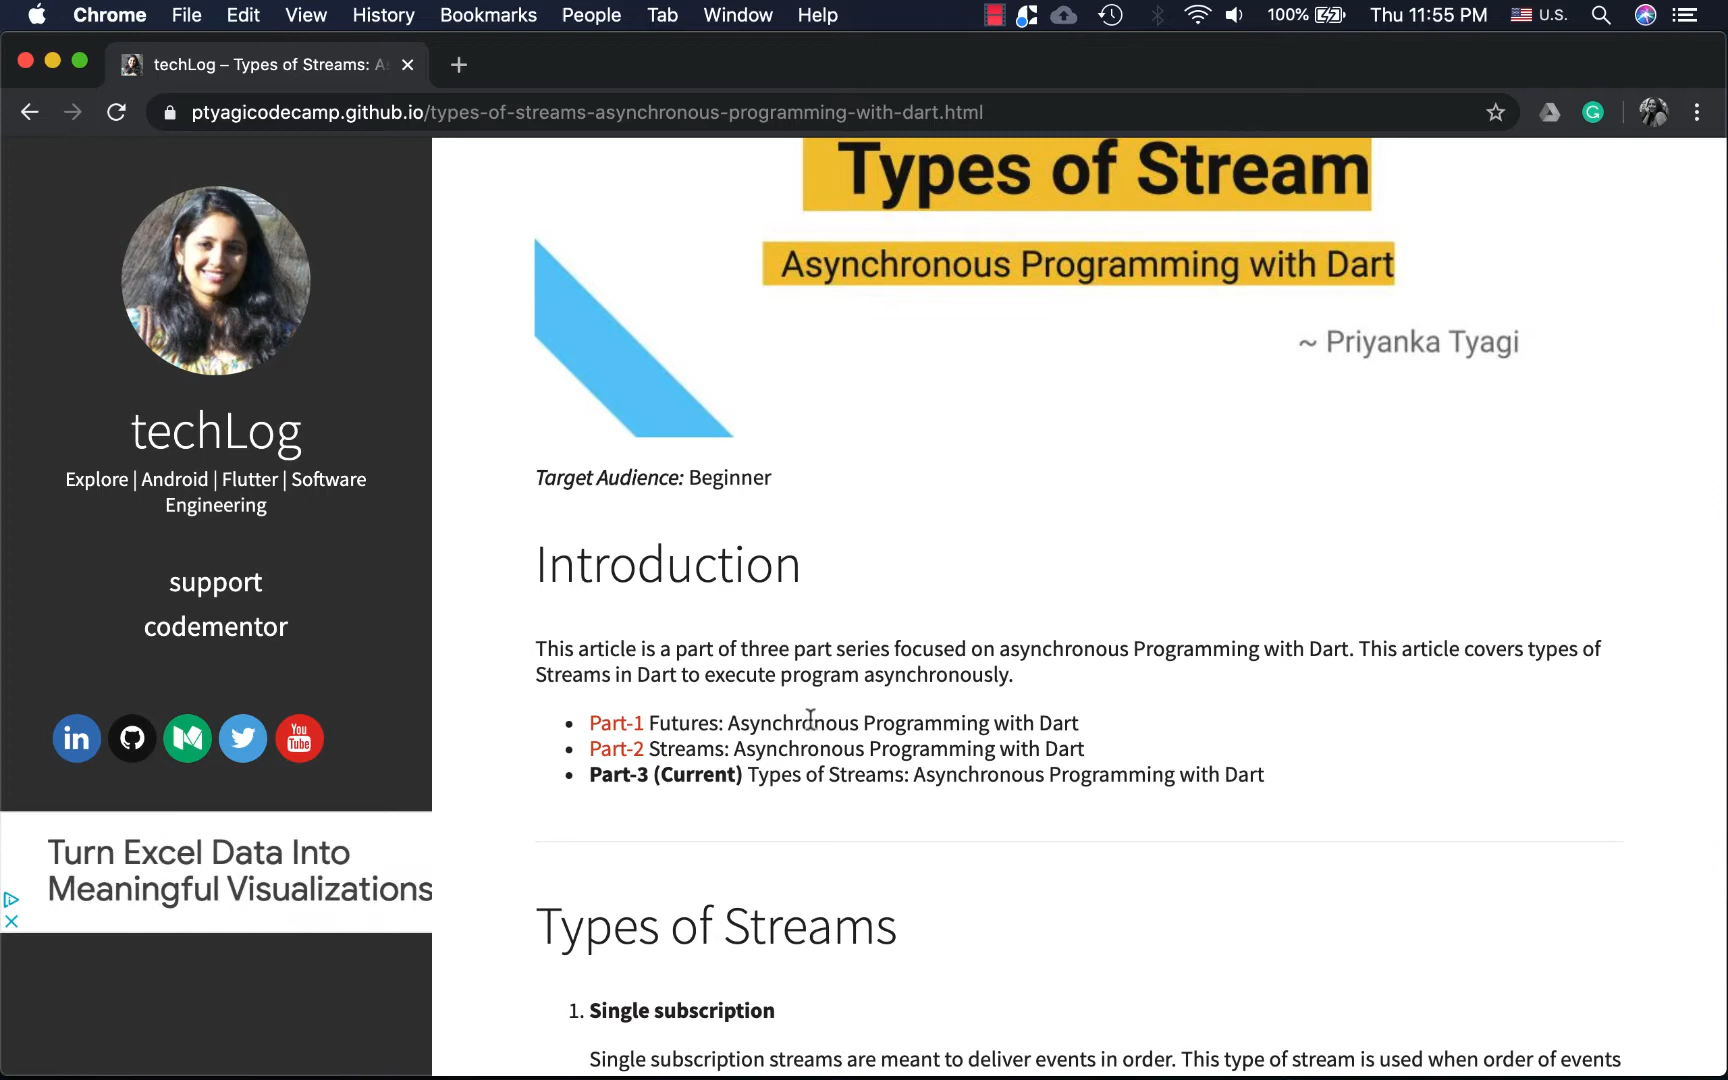 Chrome File Edit View History Bookmarks People Tab Window Help 100% Thu 11:55 PM U.S.
techLog – Types of Streams: As
ptyagicodecamp.github.io/types-of-streams-asynchronous-programming-with-dart.html
techLog
Explore | Android | Flutter | Software
Engineering
support
codementor
in
You
Tube
Turn Excel Data Into
Meaningful Visualizations
Types of Stream
Asynchronous Programming with Dart
~ Priyanka Tyagi
Target Audience: Beginner
Introduction
This article is a part of three part series focused on asynchronous Programming with Dart. This article covers types of
Streams in Dart to execute program asynchronously.
• Part-1 Futures: Asynchronous Programming with Dart
• Part-2 Streams: Asynchronous Programming with Dart
• Part-3 (Current) Types of Streams: Asynchronous Programming with Dart
Types of Streams
1. Single subscription
Single subscription streams are meant to deliver events in order. This type of stream is used when order of events